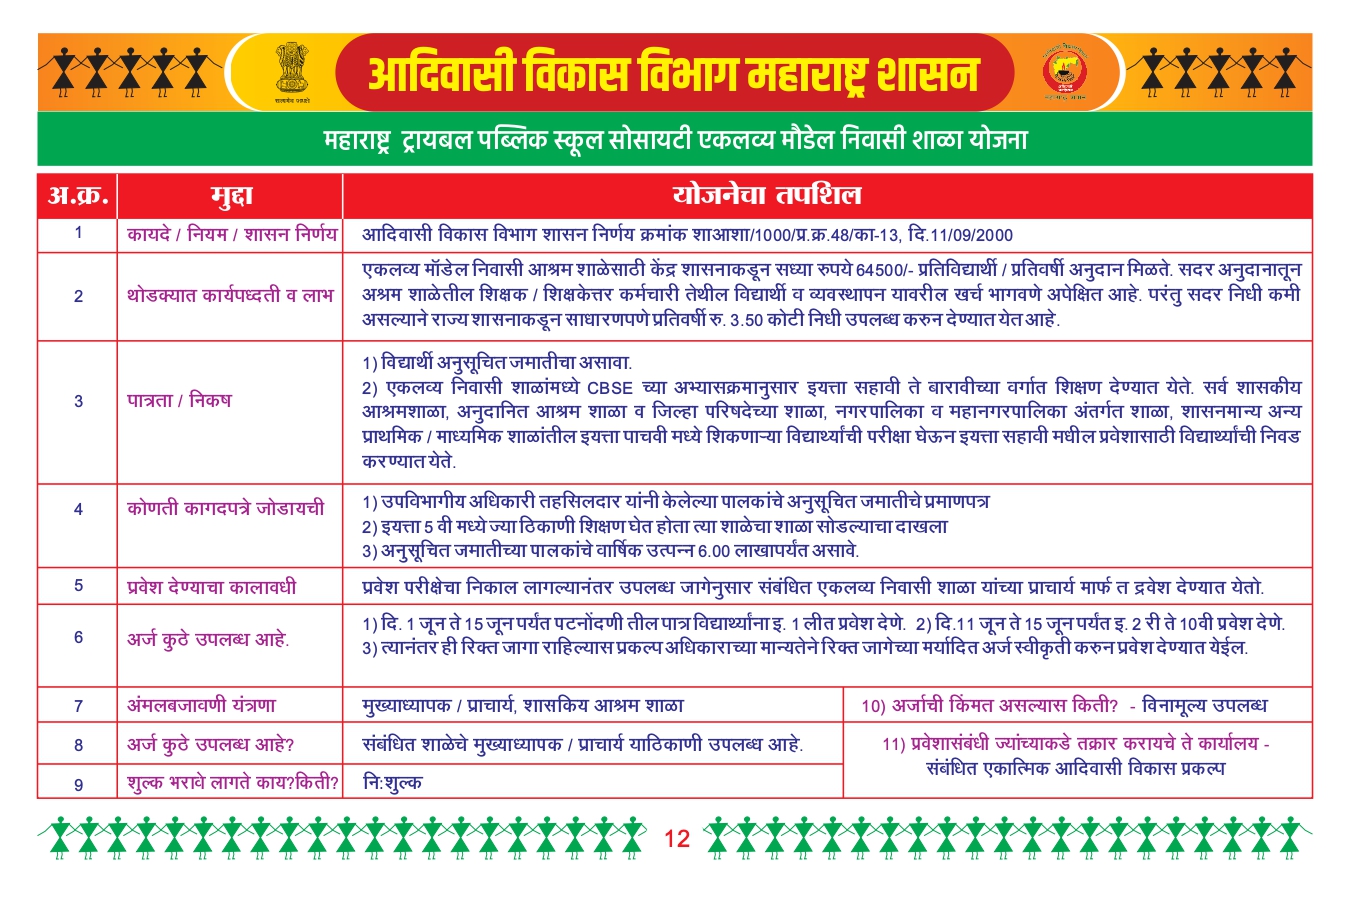 आदिवासी विकास विभाग महाराष्ट्र शासन
सत्यमेव जयते
महाराष्ट्र ट्रायबल पब्लिक स्कूल सोसायटी एकलव्य मौडेल निवासी शाळा योजना
अ.क्र. मुद्दा योजनेचा तपशिल
1 कायदे / नियम / शासन निर्णय आदिवासी विकास विभाग शासन निर्णय क्रमांक शाआशा/1000/प्र.क्र.48/का-13, दि.11/09/2000
2 थोडक्यात कार्यपध्दती व लाभ
एकलव्य मॉडेल निवासी आश्रम शाळेसाठी केंद्र शासनाकडून सध्या रुपये 64500/- प्रतिविद्यार्थी / प्रतिवर्षी अनुदान मिळते. सदर अनुदानातून
अश्रम शाळेतील शिक्षक / शिक्षकेत्तर कर्मचारी तेथील विद्यार्थी व व्यवस्थापन यावरील खर्च भागवणे अपेक्षित आहे. परंतु सदर निधी कमी
असल्याने राज्य शासनाकडून साधारणपणे प्रतिवर्षी रु. 3.50 कोटी निधी उपलब्ध करुन देण्यात येत आहे.
3 पात्रता / निकष
1) विद्यार्थी अनुसूचित जमातीचा असावा.
2) एकलव्य निवासी शाळांमध्ये CBSE च्या अभ्यासक्रमानुसार इयत्ता सहावी ते बारावीच्या वर्गात शिक्षण देण्यात येते. सर्व शासकीय
आश्रमशाळा, अनुदानित आश्रम शाळा व जिल्हा परिषदेच्या शाळा, नगरपालिका व महानगरपालिका अंतर्गत शाळा, शासनमान्य अन्य
प्राथमिक / माध्यमिक शाळांतील इयत्ता पाचवी मध्ये शिकणाऱ्या विद्यार्थ्यांची परीक्षा घेऊन इयत्ता सहावी मधील प्रवेशासाठी विद्यार्थ्यांची निवड
करण्यात येते.
4 कोणती कागदपत्रे जोडायची
1) उपविभागीय अधिकारी तहसिलदार यांनी केलेल्या पालकांचे अनुसूचित जमातीचे प्रमाणपत्र
2) इयत्ता 5 वी मध्ये ज्या ठिकाणी शिक्षण घेत होता त्या शाळेचा शाळा सोडल्याचा दाखला
3) अनुसूचित जमातीच्या पालकांचे वार्षिक उत्पन्न 6.00 लाखापर्यंत असावे.
5 प्रवेश देण्याचा कालावधी प्रवेश परीक्षेचा निकाल लागल्यानंतर उपलब्ध जागेनुसार संबंधित एकलव्य निवासी शाळा यांच्या प्राचार्य मार्फ त द्रवेश देण्यात येतो.
6 अर्ज कुठे उपलब्ध आहे.
1) दि. 1 जून ते 15 जून पर्यंत पटनोंदणी तील पात्र विद्यार्थ्यांना इ. 1 लीत प्रवेश देणे. 2) दि.11 जून ते 15 जून पर्यंत इ. 2 री ते 10वी प्रवेश देणे.
3) त्यानंतर ही रिक्त जागा राहिल्यास प्रकल्प अधिकाराच्या मान्यतेने रिक्त जागेच्या मर्यादित अर्ज स्वीकृती करुन प्रवेश देण्यात येईल.
7 अंमलबजावणी यंत्रणा मुख्याध्यापक / प्राचार्य, शासकिय आश्रम शाळा 10) अर्जाची किंमत असल्यास किती? - विनामूल्य उपलब्ध
8 अर्ज कुठे उपलब्ध आहे? संबंधित शाळेचे मुख्याध्यापक / प्राचार्य याठिकाणी उपलब्ध आहे. 11) प्रवेशासंबंधी ज्यांच्याकडे तक्रार करायचे ते कार्यालय -
संबंधित एकात्मिक आदिवासी विकास प्रकल्प
9 शुल्क भरावे लागते काय?किती? नि:शुल्क
12